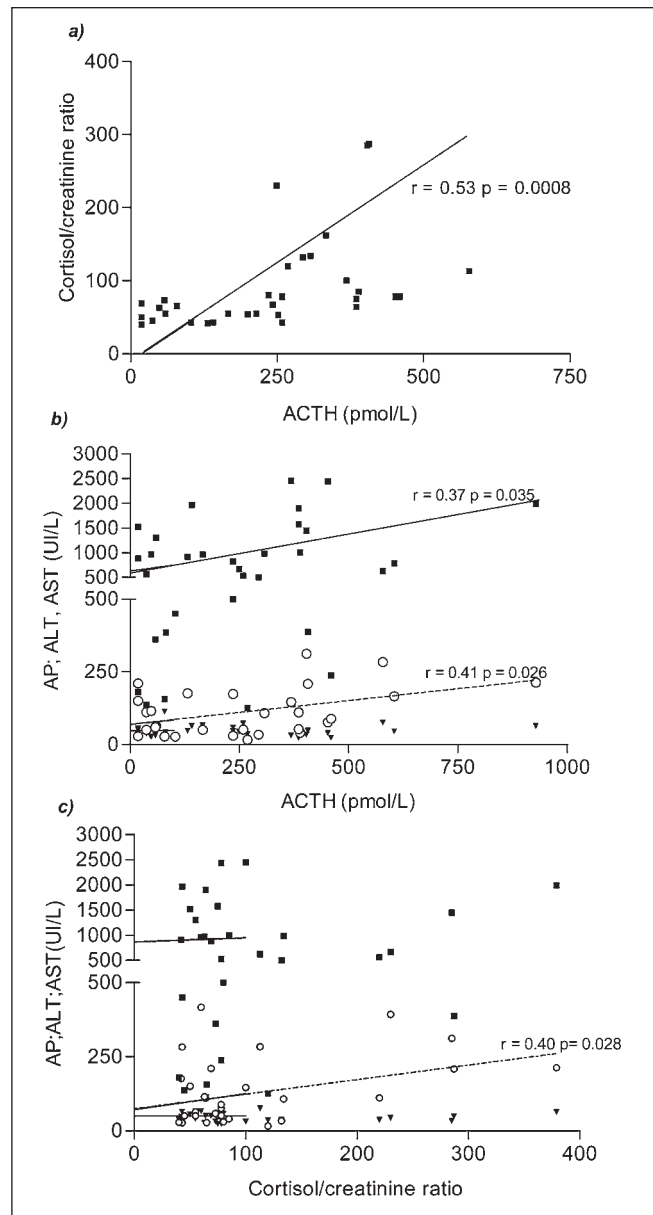 a)
400
300
200
100
0
Cortisol/creatinine ratio
r = 0.53 p = 0.0008
0 250 500 750
ACTH (pmol/L)
b)
3000
2500
2000
1500
1000
500
500
250
0
AP; ALT, AST (UI/L)
r = 0.37 p = 0.035
r = 0.41 p = 0.026
0 250 500 750 1000
ACTH (pmol/L)
c)
3000
2500
2000
1500
1000
500
500
250
0
AP;ALT;AST(UI/L)
r = 0.40 p= 0.028
0 100 200 300 400
Cortisol/creatinine ratio